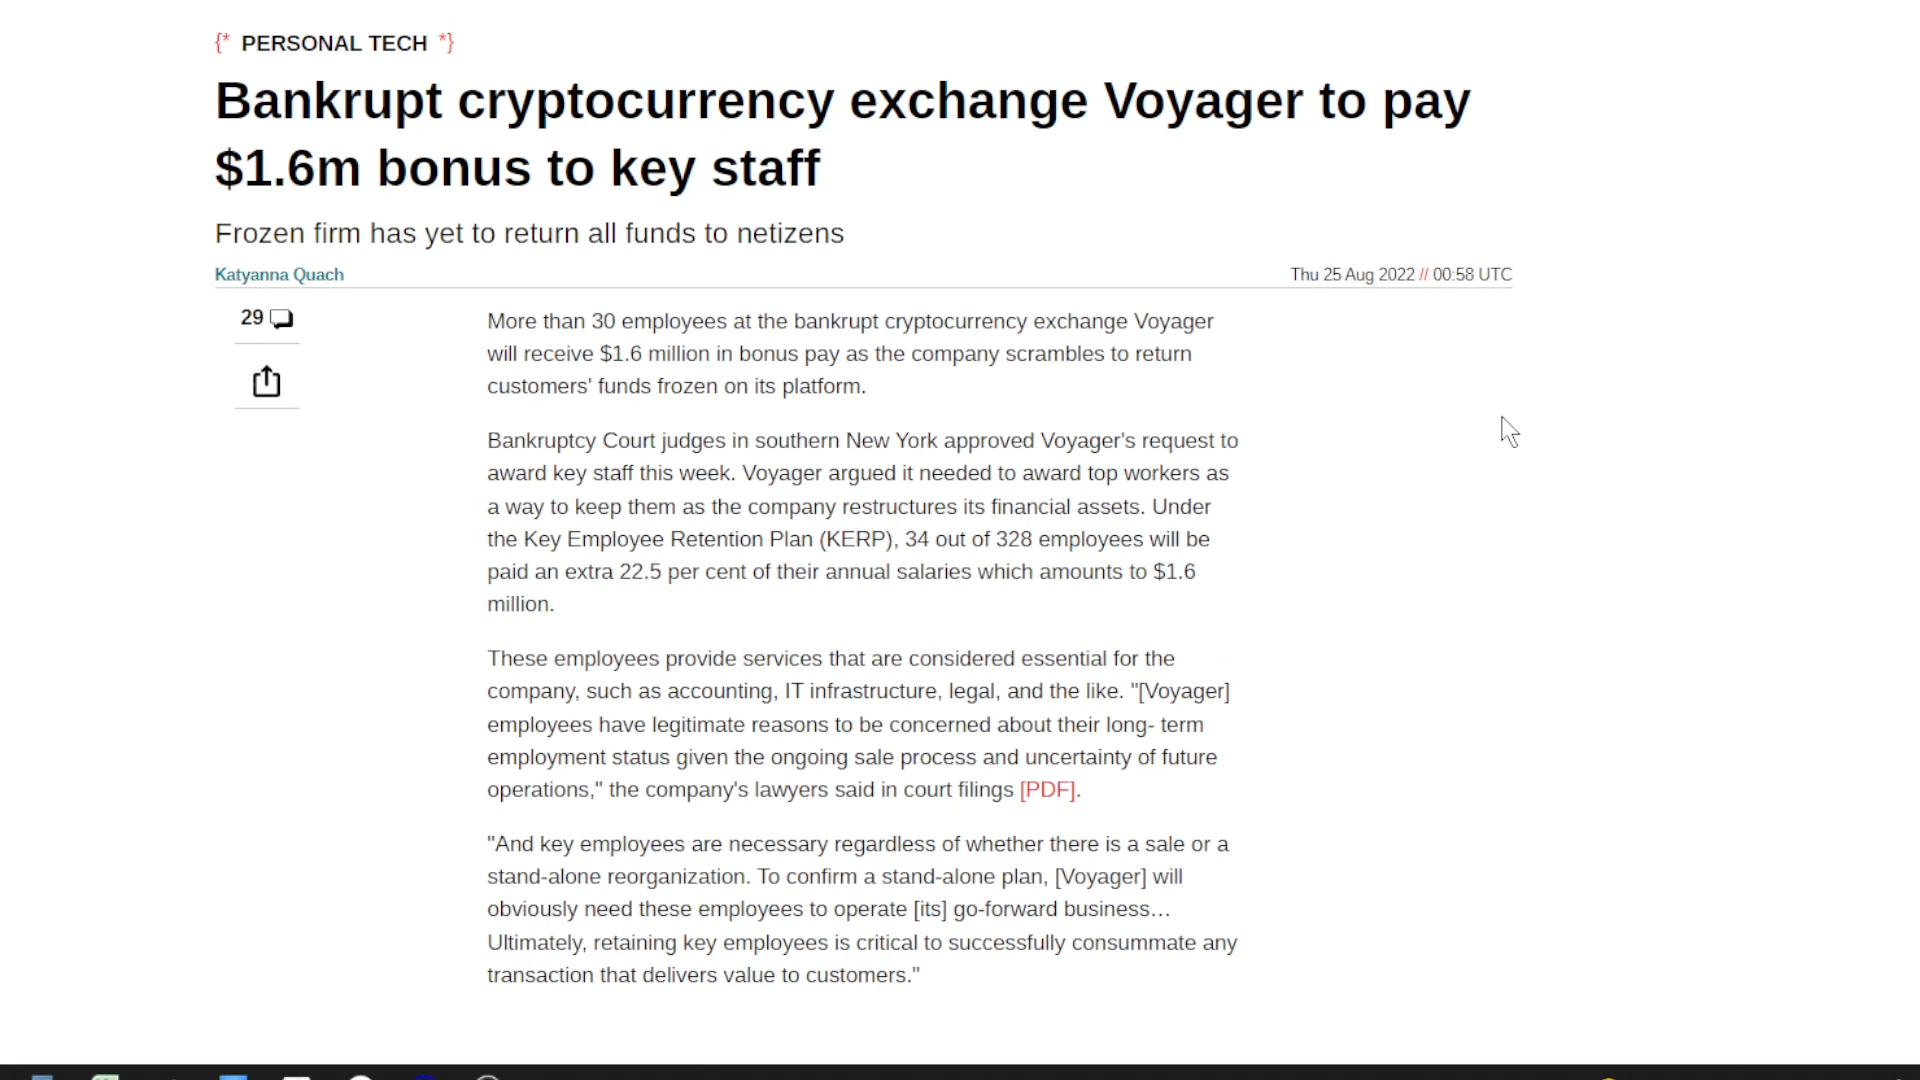 {* PERSONAL TECH *}
Bankrupt cryptocurrency exchange Voyager to pay
$1.6m bonus to key staff
Frozen firm has yet to return all funds to netizens
Katyanna Quach
Thu 25 Aug 2022 // 00:58 UTC
29
More than 30 employees at the bankrupt cryptocurrency exchange Voyager
will receive $1.6 million in bonus pay as the company scrambles to return
customers' funds frozen on its platform.
Bankruptcy Court judges in southern New York approved Voyager's request to
award key staff this week. Voyager argued it needed to award top workers as
a way to keep them as the company restructures its financial assets. Under
the Key Employee Retention Plan (KERP), 34 out of 328 employees will be
paid an extra 22.5 per cent of their annual salaries which amounts to $1.6
million.
These employees provide services that are considered essential for the
company, such as accounting, IT infrastructure, legal, and the like. "[Voyager]
employees have legitimate reasons to be concerned about their long- term
employment status given the ongoing sale process and uncertainty of future
operations," the company's lawyers said in court filings [PDF].
"And key employees are necessary regardless of whether there is a sale or a
stand-alone reorganization. To confirm a stand-alone plan, [Voyager] will
obviously need these employees to operate [its] go-forward business…
Ultimately, retaining key employees is critical to successfully consummate any
transaction that delivers value to customers."